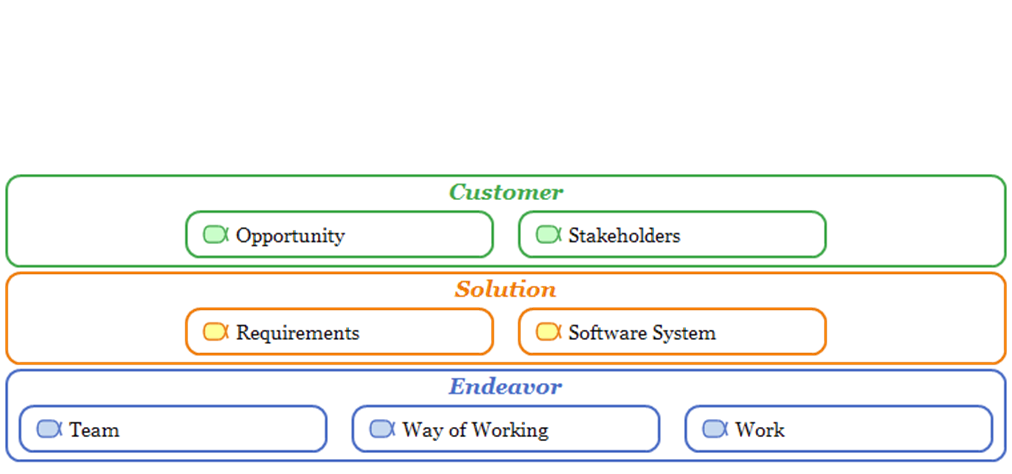 Customer
Opportunity
Stakeholders
Solution
Requirements
Software System
Endeavor
Team
Way of Working
Work